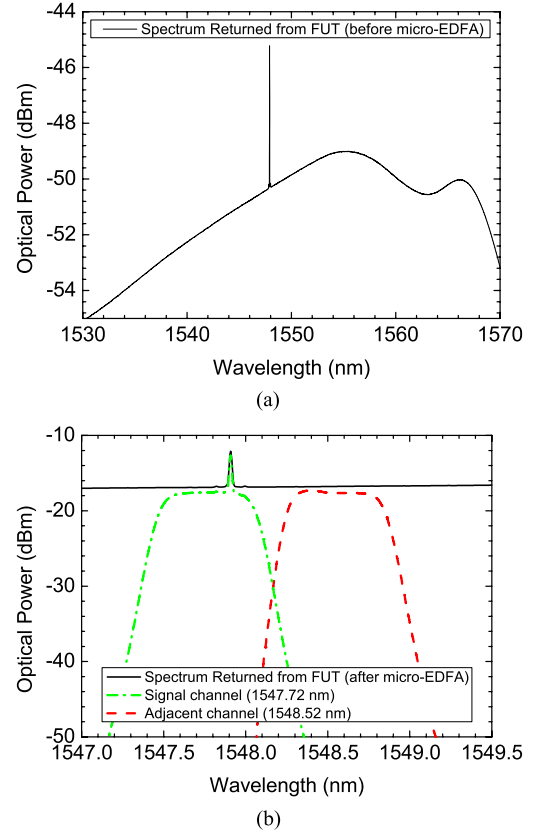 -44
Spectrum Returned from FUT (before micro-EDFA)
-46
-48
-50
-52
-54
Optical Power (dBm)
1530 1540 1550 1560 1570
Wavelength (nm)
(a)
-10
-20
-30
-40
-50
Optical Power (dBm)
Spectrum Returned from FUT (after micro-EDFA)
Signal channel (1547.72 nm)
Adjacent channel (1548.52 nm)
1547.0 1547.5 1548.0 1548.5 1549.0 1549.5
Wavelength (nm)
(b)